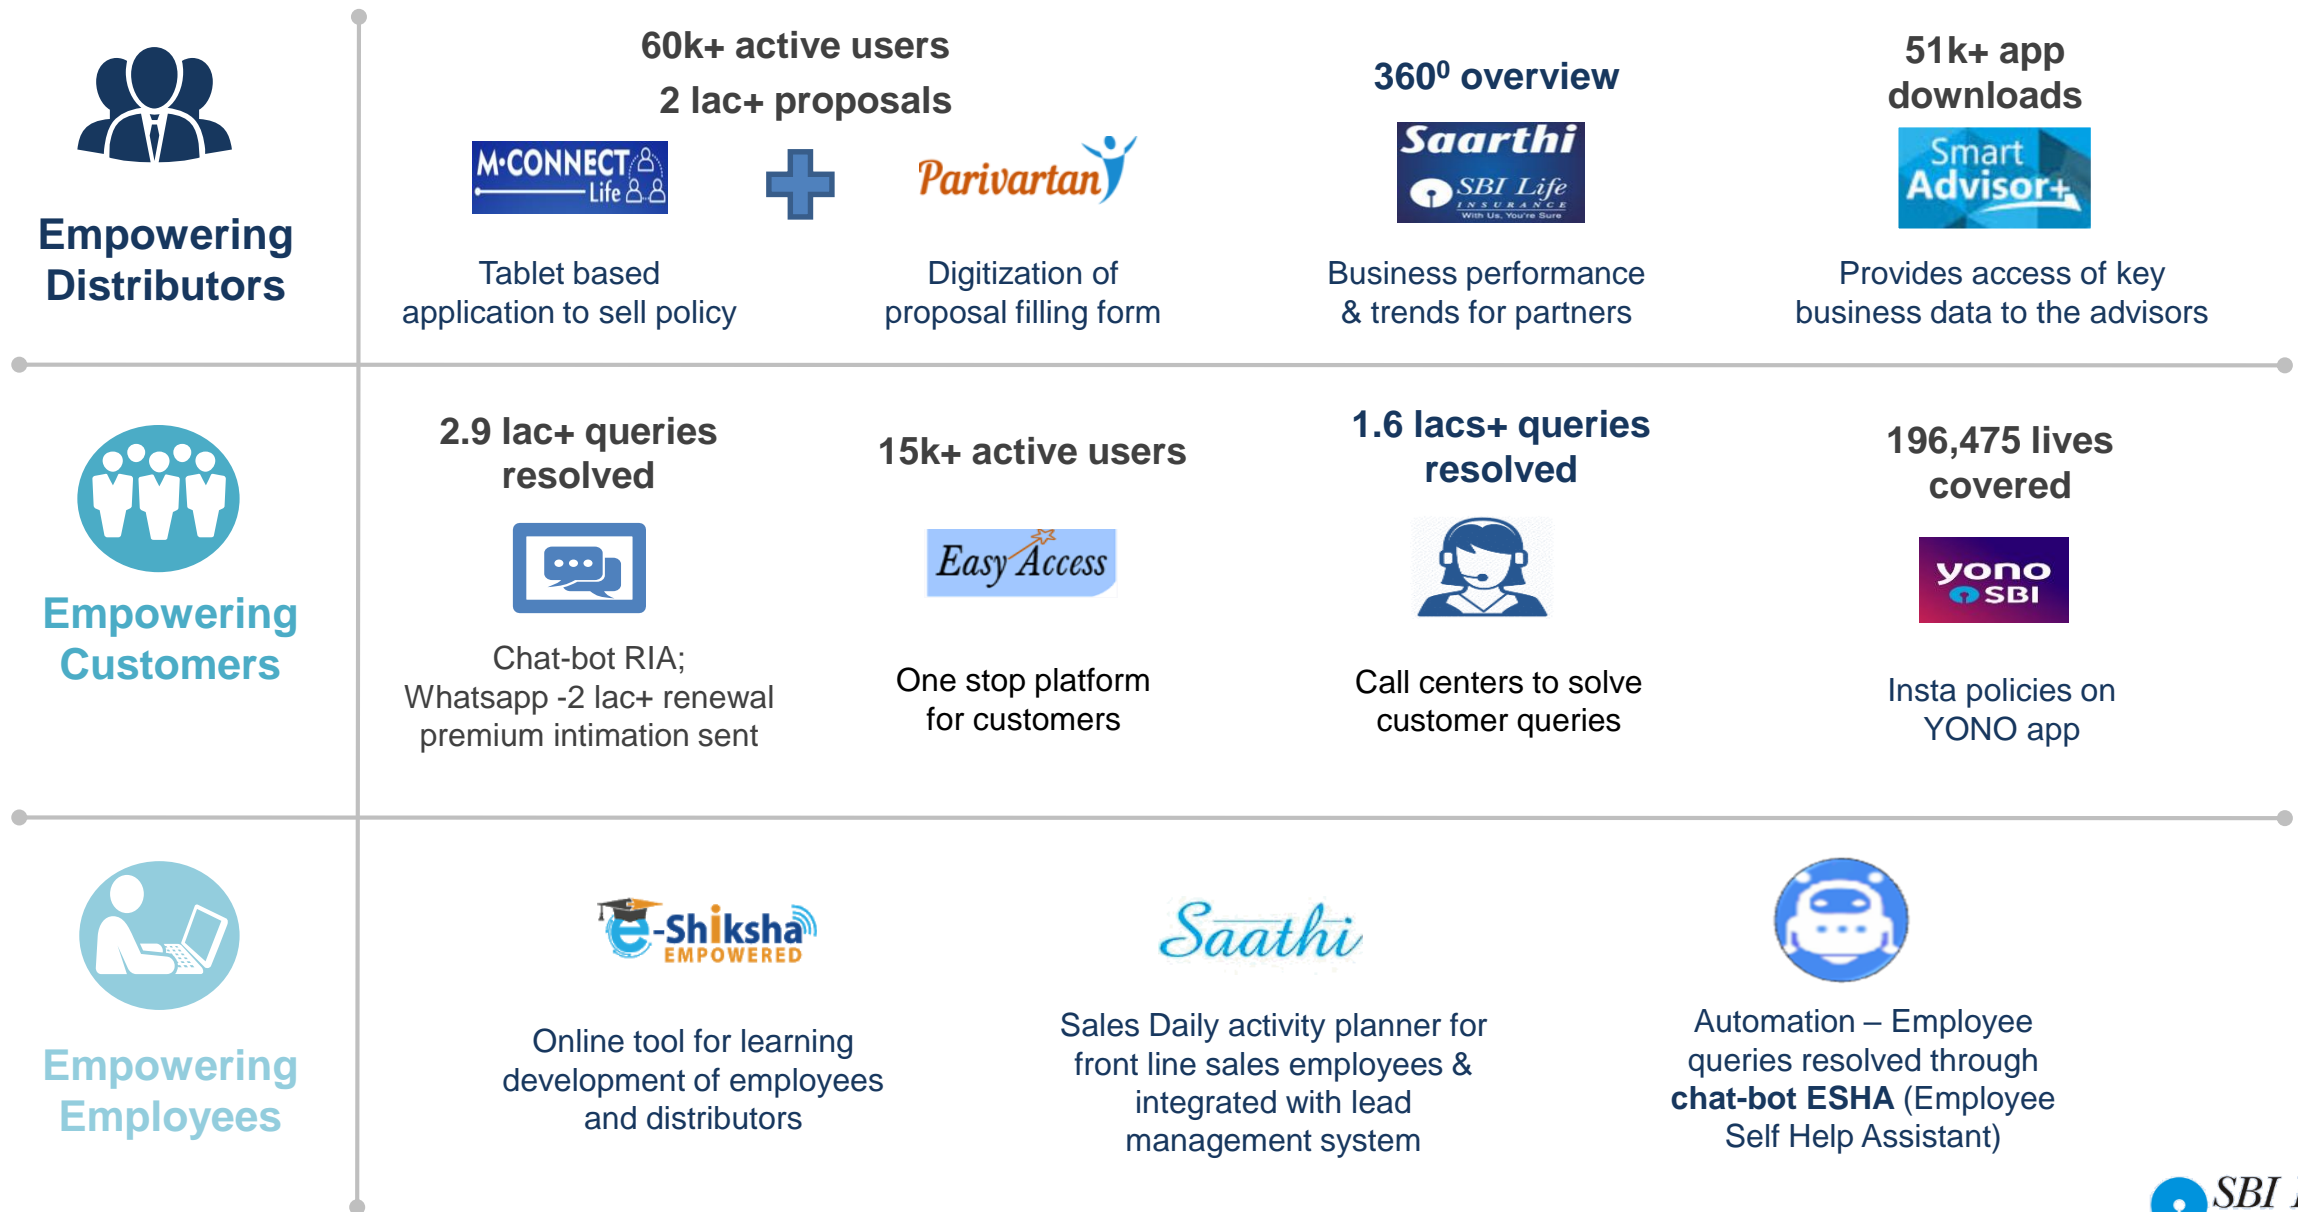 60k+ active users
2 lac+ proposals
360⁰ overview
51k+ app
downloads
M-CONNECT
Life
Parivartan
Saarthi
SBI Life
INSURANCE
With Us, You're Sure
Smart
Advisor+
Empowering
Distributors
Tablet based
application to sell policy
Digitization of
proposal filling form
Business performance
& trends for partners
Provides access of key
business data to the advisors
2.9 lac+ queries
resolved
15k+ active users
1.6 lacs+ queries
resolved
196,475 lives
covered
Easy Access
yono
SBI
Empowering
Customers
Chat-bot RIA;
Whatsapp -2 lac+ renewal
premium intimation sent
One stop platform
for customers
Call centers to solve
customer queries
Insta policies on
YONO app
e-Shiksha
EMPOWERED
Saathi
Empowering
Employees
Online tool for learning
development of employees
and distributors
Sales Daily activity planner for
front line sales employees &
integrated with lead
management system
Automation – Employee
queries resolved through
chat-bot ESHA (Employee
Self Help Assistant)
SBI